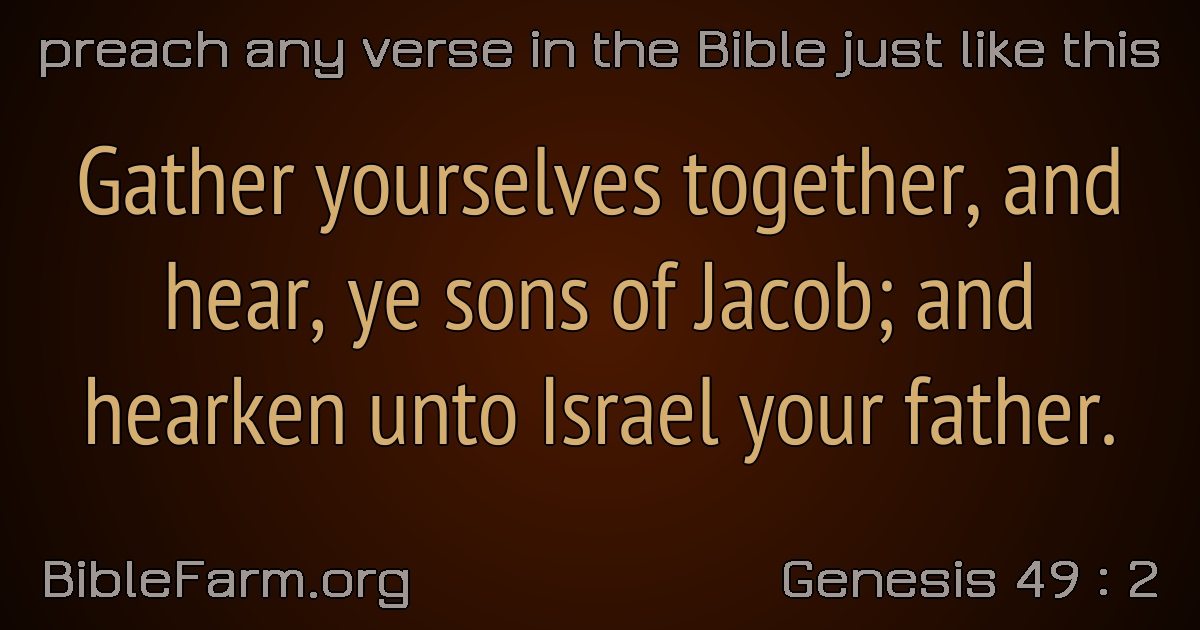 preach any verse in the Bible just like this
Gather yourselves together, and
hear, ye sons of Jacob; and
hearken unto Israel your father.
BibleFarm.org
Genesis 49 : 2